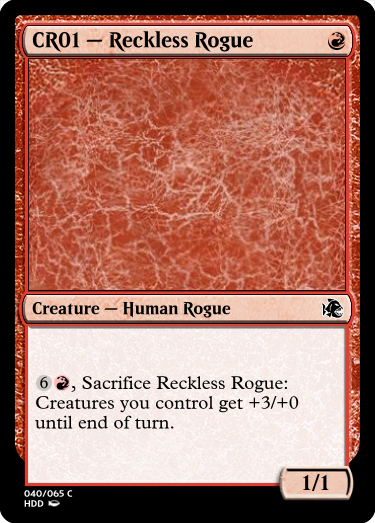 CR01 — Reckless Rogue
Creature — Human Rogue
6, Sacrifice Reckless Rogue:
Creatures you control get +3/+0
until end of turn.
1/1
040/065 C
HDD